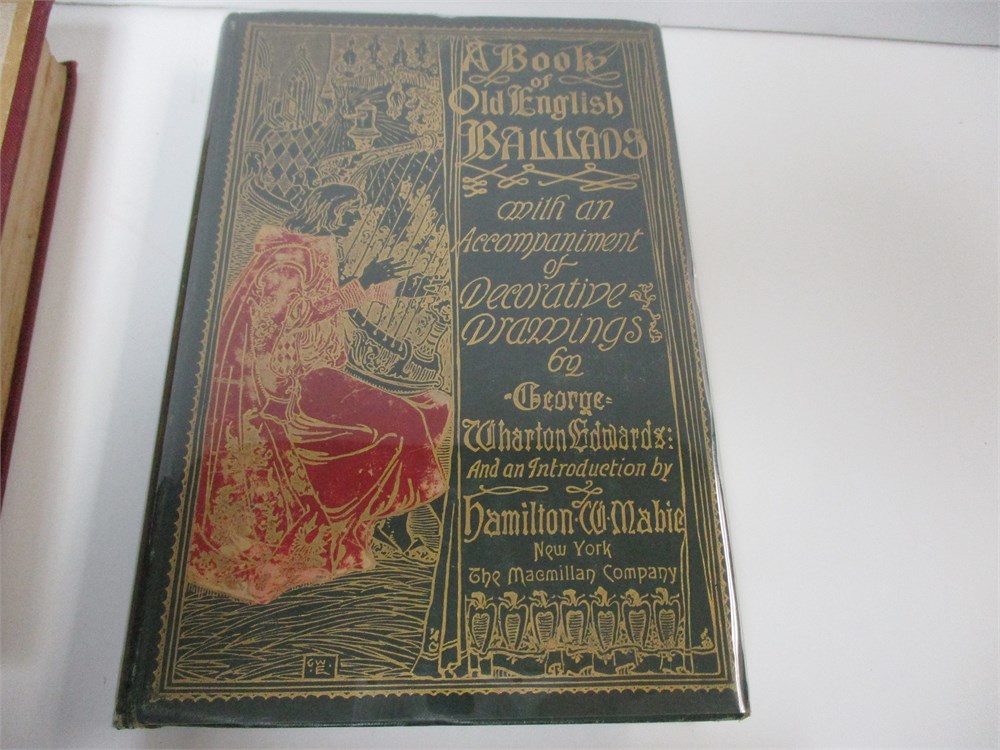 A Book
of
Old English
BALLADS
with an
Accompaniment
of
Decorative
Drawings
by
George
Wharton Edwards:
And an Introduction by
Hamilton·W·Mabie
New York
The Macmillan Company
GW
E